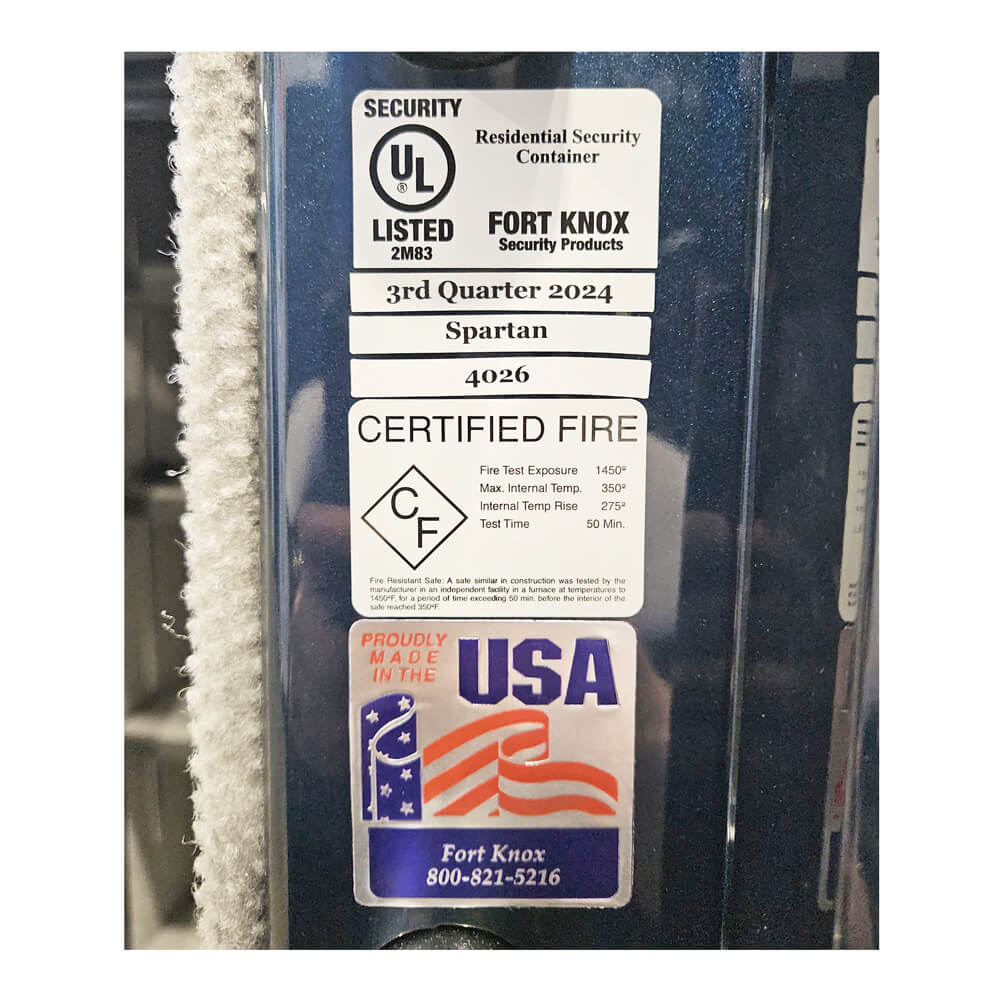 SECURITY
UL
®
LISTED
2M83
Residential Security
Container
FORT KNOX
Security Products
3rd Quarter 2024
Spartan
4026
CERTIFIED FIRE
CF
Fire Test Exposure 1450º
Max. Internal Temp. 350º
Internal Temp Rise 275º
Test Time 50 Min.
Fire Resistant Safe: A safe similar in construction was tested by the
manufacturer in an independent facility in a furnace at temperatures to
1450ºF, for a period of time exceeding 50 min. before the interior of the
safe reached 350ºF.
PROUDLY
MADE
IN THE
USA
Fort Knox
800-821-5216